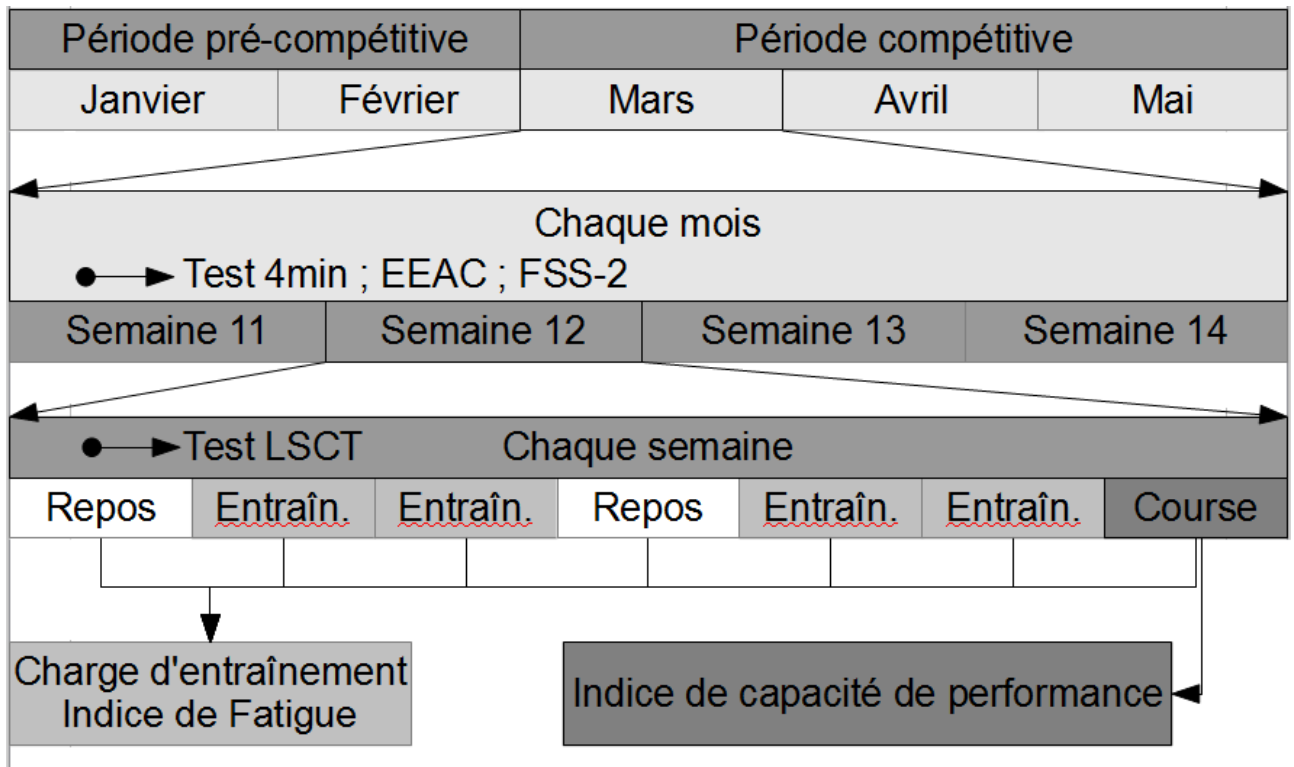 Période pré-compétitive Période compétitive
Janvier Février Mars Avril Mai
Chaque mois
Test 4min ; EEAC ; FSS-2
Semaine 11 Semaine 12 Semaine 13 Semaine 14
Test LSCT Chaque semaine
Repos Entraîn. Entraîn. Repos Entraîn. Entraîn. Course
Charge d'entraînement
Indice de Fatigue
Indice de capacité de performance